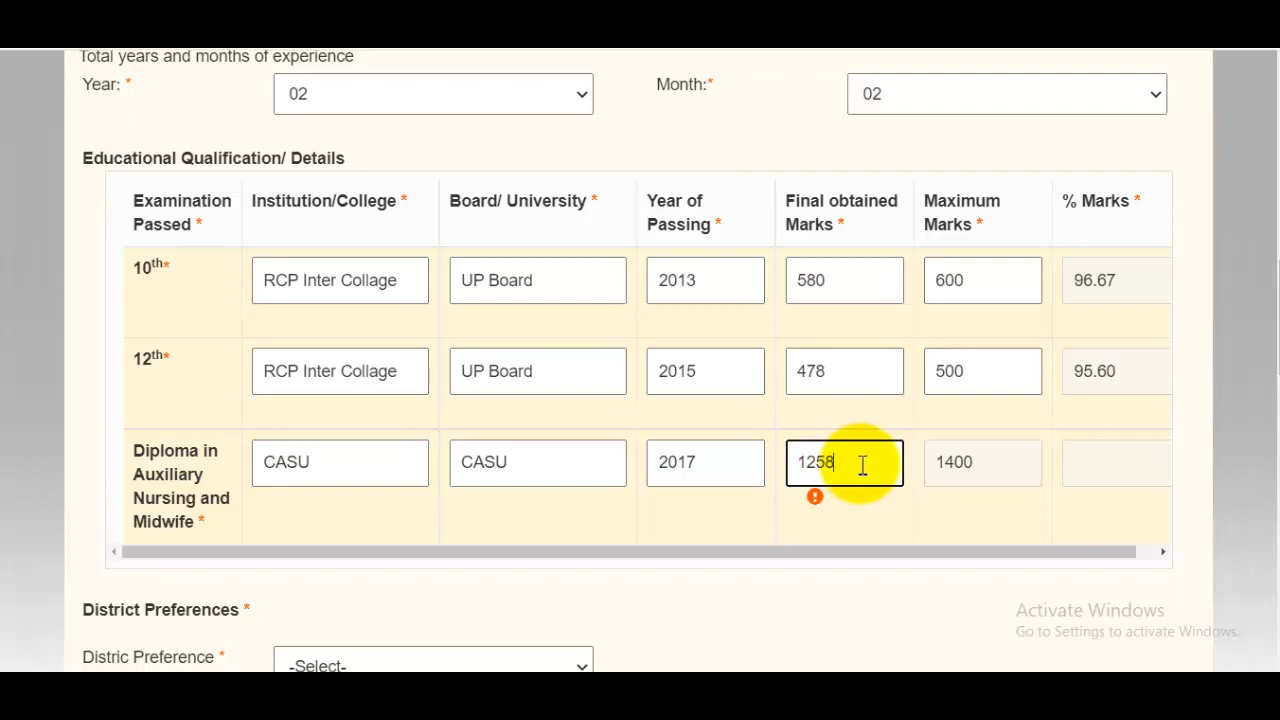 Total years and months of experience
Year: * 02 Month:* 02
Educational Qualification/ Details
Examination Passed * Institution/College * Board/ University * Year of Passing * Final obtained Marks * Maximum Marks * % Marks *
10th* RCP Inter Collage UP Board 2013 580 600 96.67
12th* RCP Inter Collage UP Board 2015 478 500 95.60
Diploma in Auxiliary Nursing and Midwife * CASU CASU 2017 1258 1400
District Preferences *
Distric Preference * -Select-
Activate Windows
Go to Settings to activate Windows.